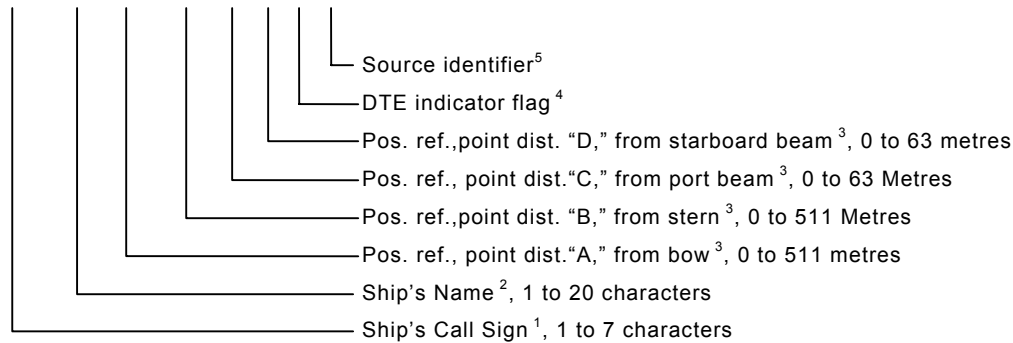 Source identifier⁵
DTE indicator flag ⁴
Pos. ref.,point dist. “D,” from starboard beam ³, 0 to 63 metres
Pos. ref., point dist.“C,” from port beam ³, 0 to 63 Metres
Pos. ref.,point dist. “B,” from stern ³, 0 to 511 Metres
Pos. ref., point dist.“A,” from bow ³, 0 to 511 metres
Ship’s Name ², 1 to 20 characters
Ship’s Call Sign ¹, 1 to 7 characters